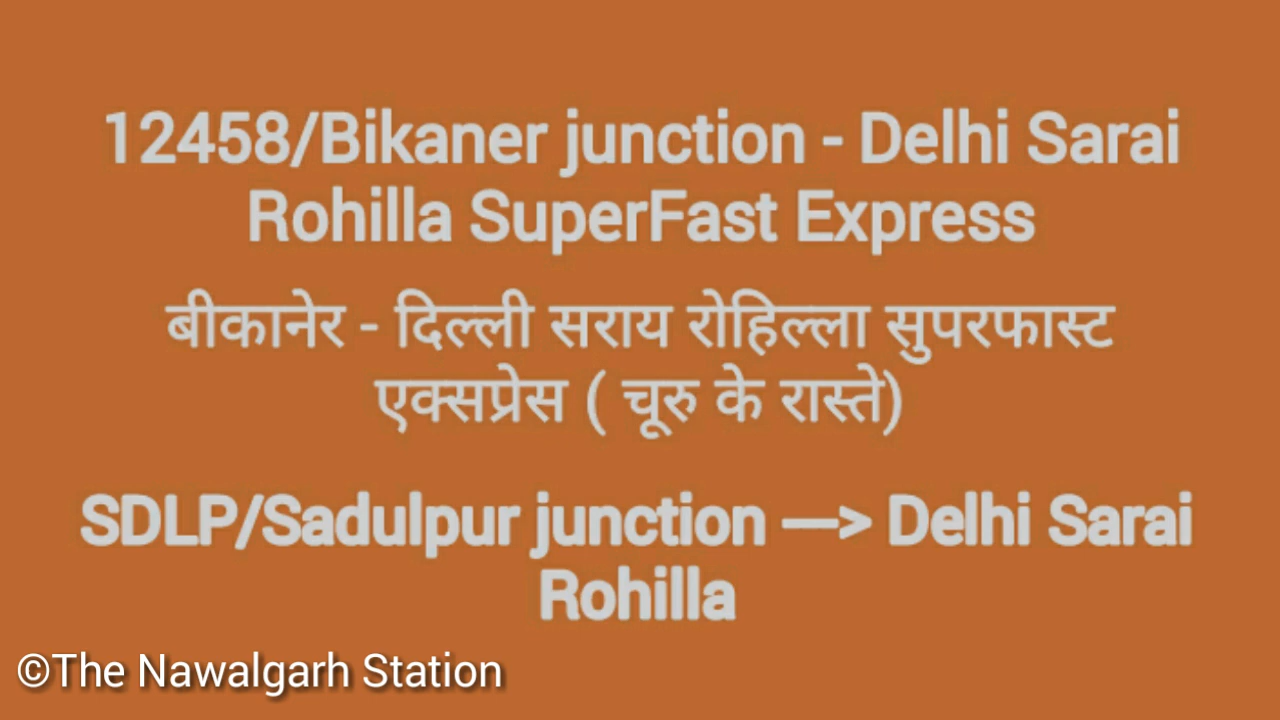 12458/Bikaner junction - Delhi Sarai
Rohilla SuperFast Express
बीकानेर - दिल्ली सराय रोहिल्ला सुपरफास्ट
एक्सप्रेस ( चूरु के रास्ते)
SDLP/Sadulpur junction —> Delhi Sarai
Rohilla
©The Nawalgarh Station